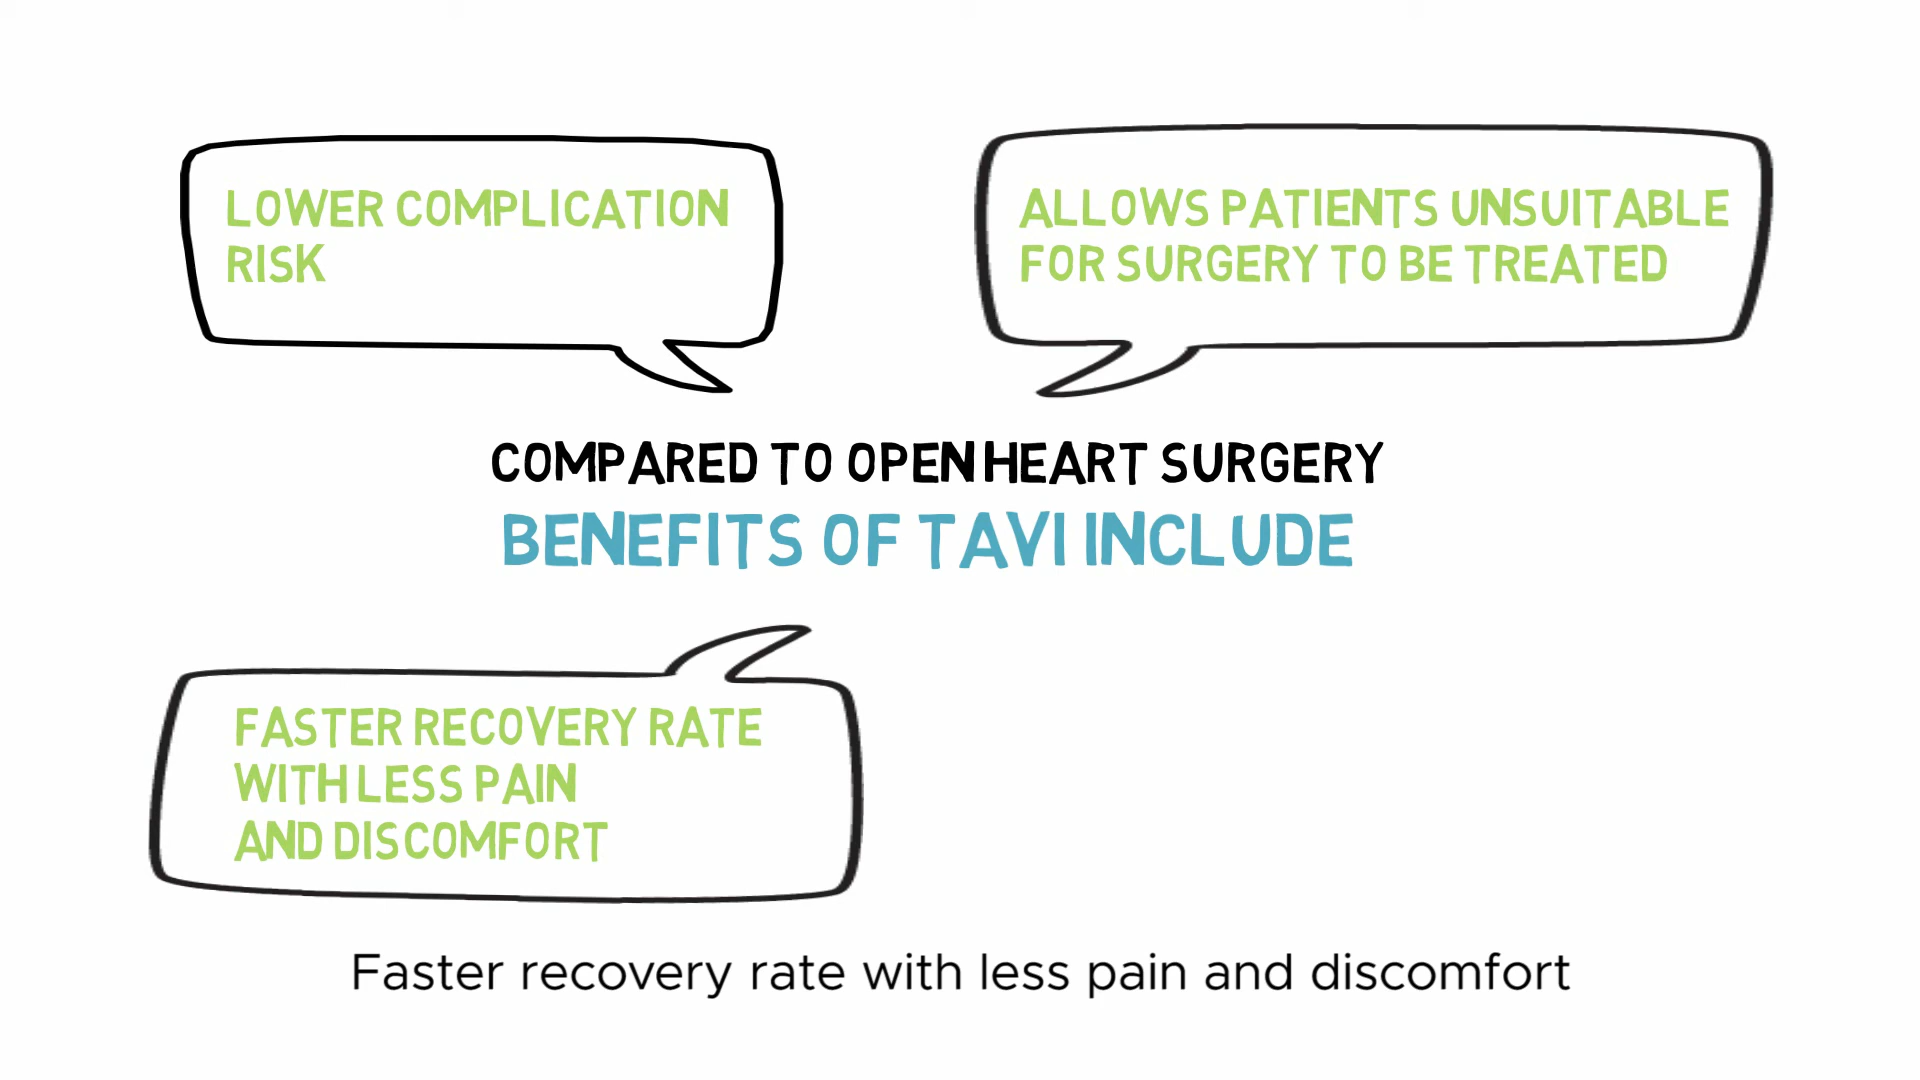 LOWER COMPLICATION
RISK
ALLOWS PATIENTS UNSUITABLE
FOR SURGERY TO BE TREATED
COMPARED TO OPEN HEART SURGERY
BENEFITS OF TAVI INCLUDE
FASTER RECOVERY RATE
WITH LESS PAIN
AND DISCOMFORT
Faster recovery rate with less pain and discomfort